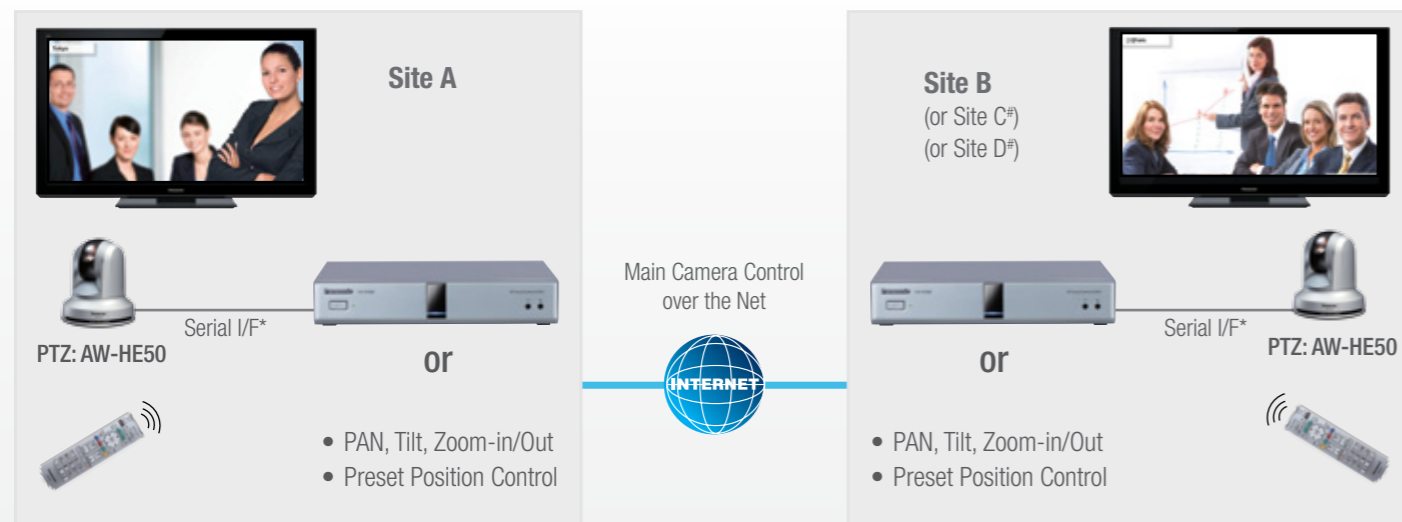 Tokyo
Site A
Serial I/F*
PTZ: AW-HE50
or
• PAN, Tilt, Zoom-in/Out
• Preset Position Control
Main Camera Control
over the Net
INTERNET
Site B
(or Site C#)
(or Site D#)
Serial I/F*
PTZ: AW-HE50
or
• PAN, Tilt, Zoom-in/Out
• Preset Position Control